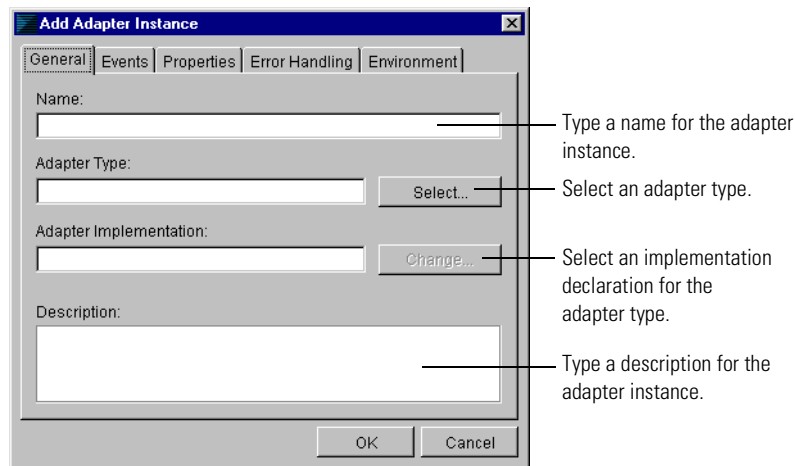 Add Adapter Instance
General Events Properties Error Handling Environment
Name:
Type a name for the adapter
instance.
Adapter Type:
Select...
Select an adapter type.
Adapter Implementation:
Change...
Select an implementation
declaration for the
adapter type.
Description:
Type a description for the
adapter instance.
OK Cancel